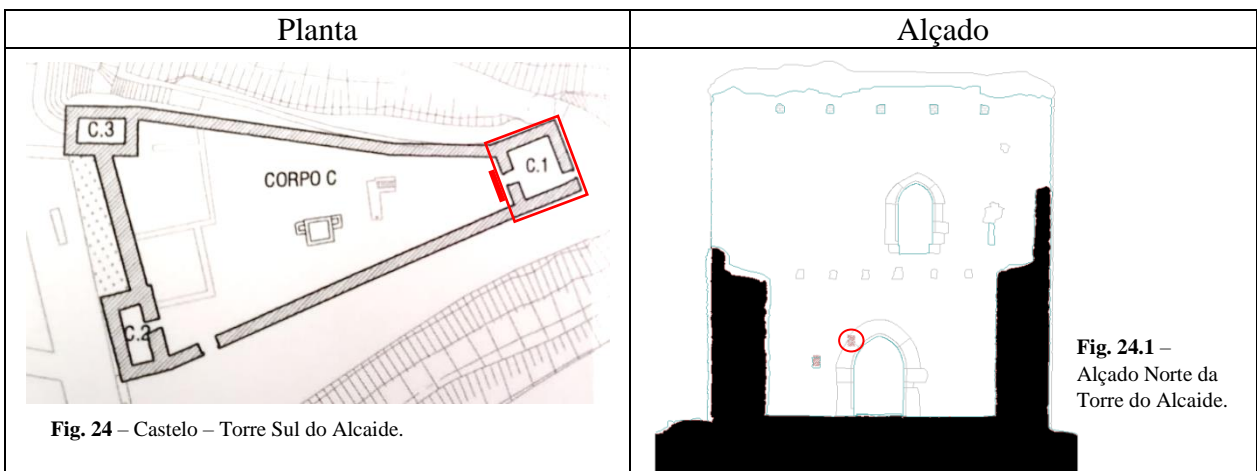 Planta
Alçado
C.3
CORPO C
C.1
C.2
Fig. 24 – Castelo – Torre Sul do Alcaide.
Fig. 24.1 –
Alçado Norte da
Torre do Alcaide.